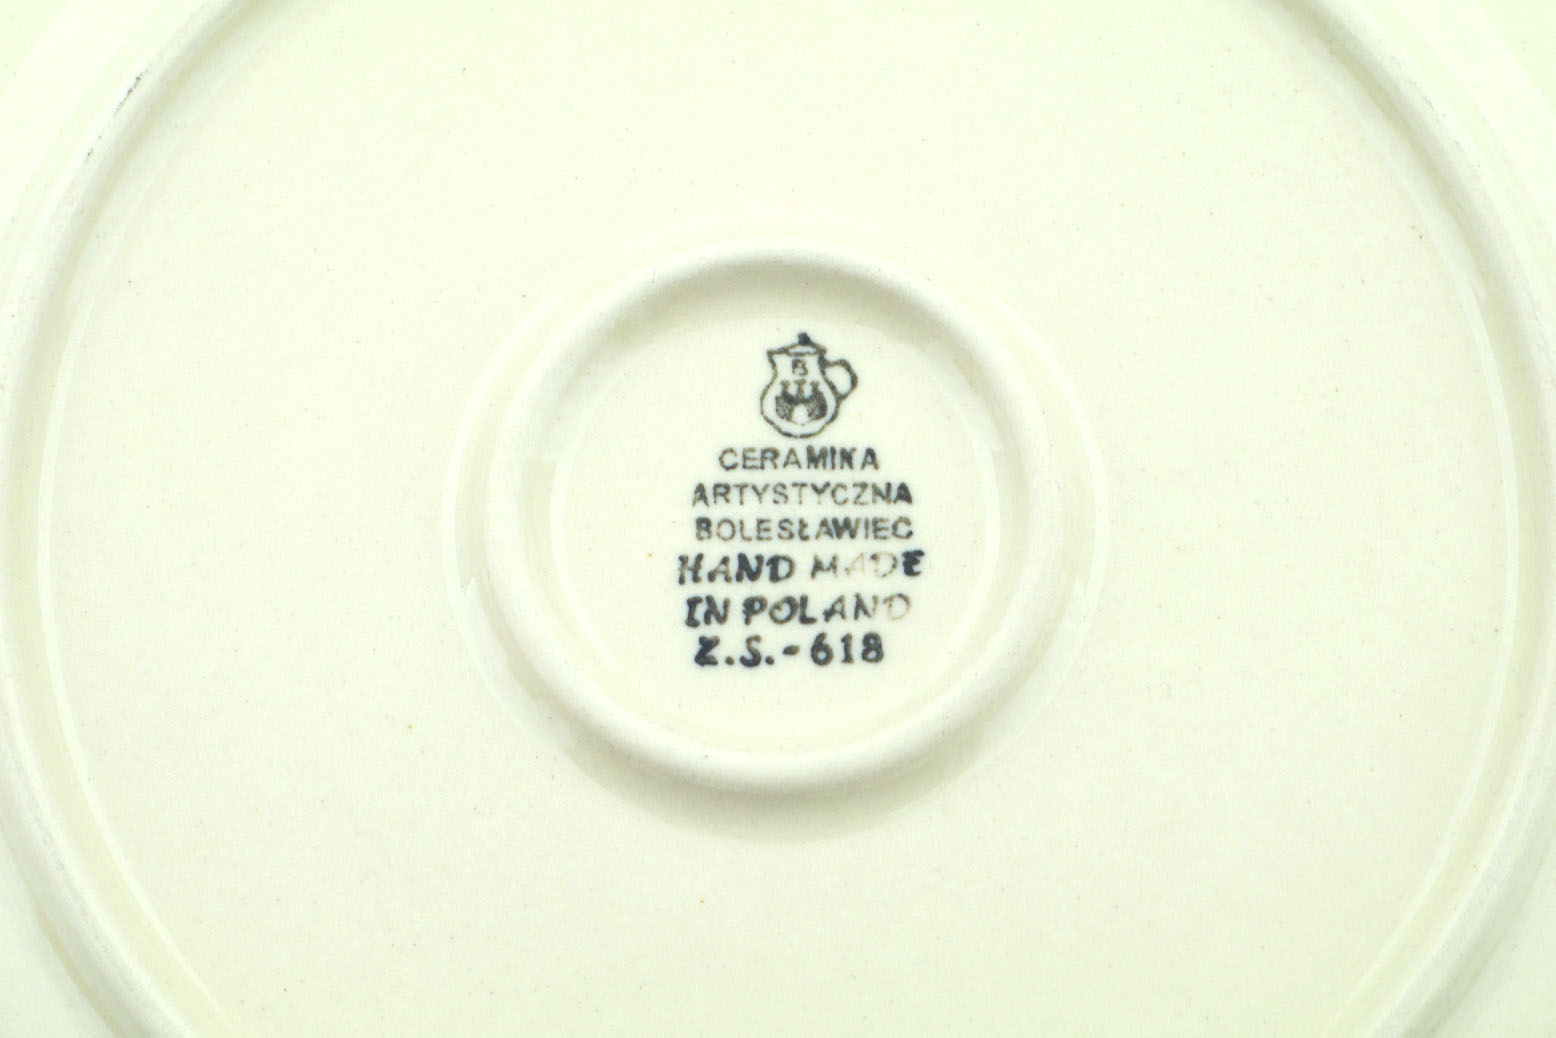 B
CERAMIKA
ARTYSTYCZNA
BOLESŁAWIEC
HAND MADE
IN POLAND
Z.S.-618